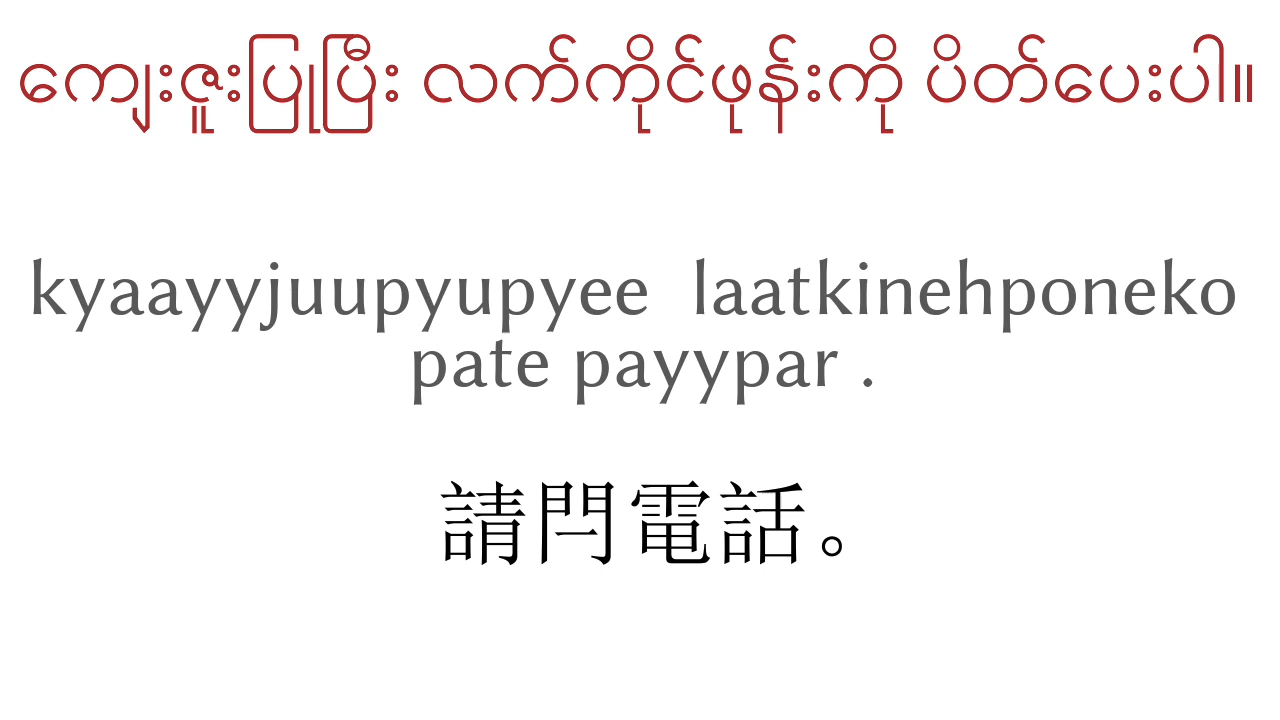 ကျေးဇူးပြုပြီး လက်ကိုင်ဖုန်းကို ပိတ်ပေးပါ။
kyaayyjuupyupyee laatkinehponeko
pate payypar .
請閂電話。